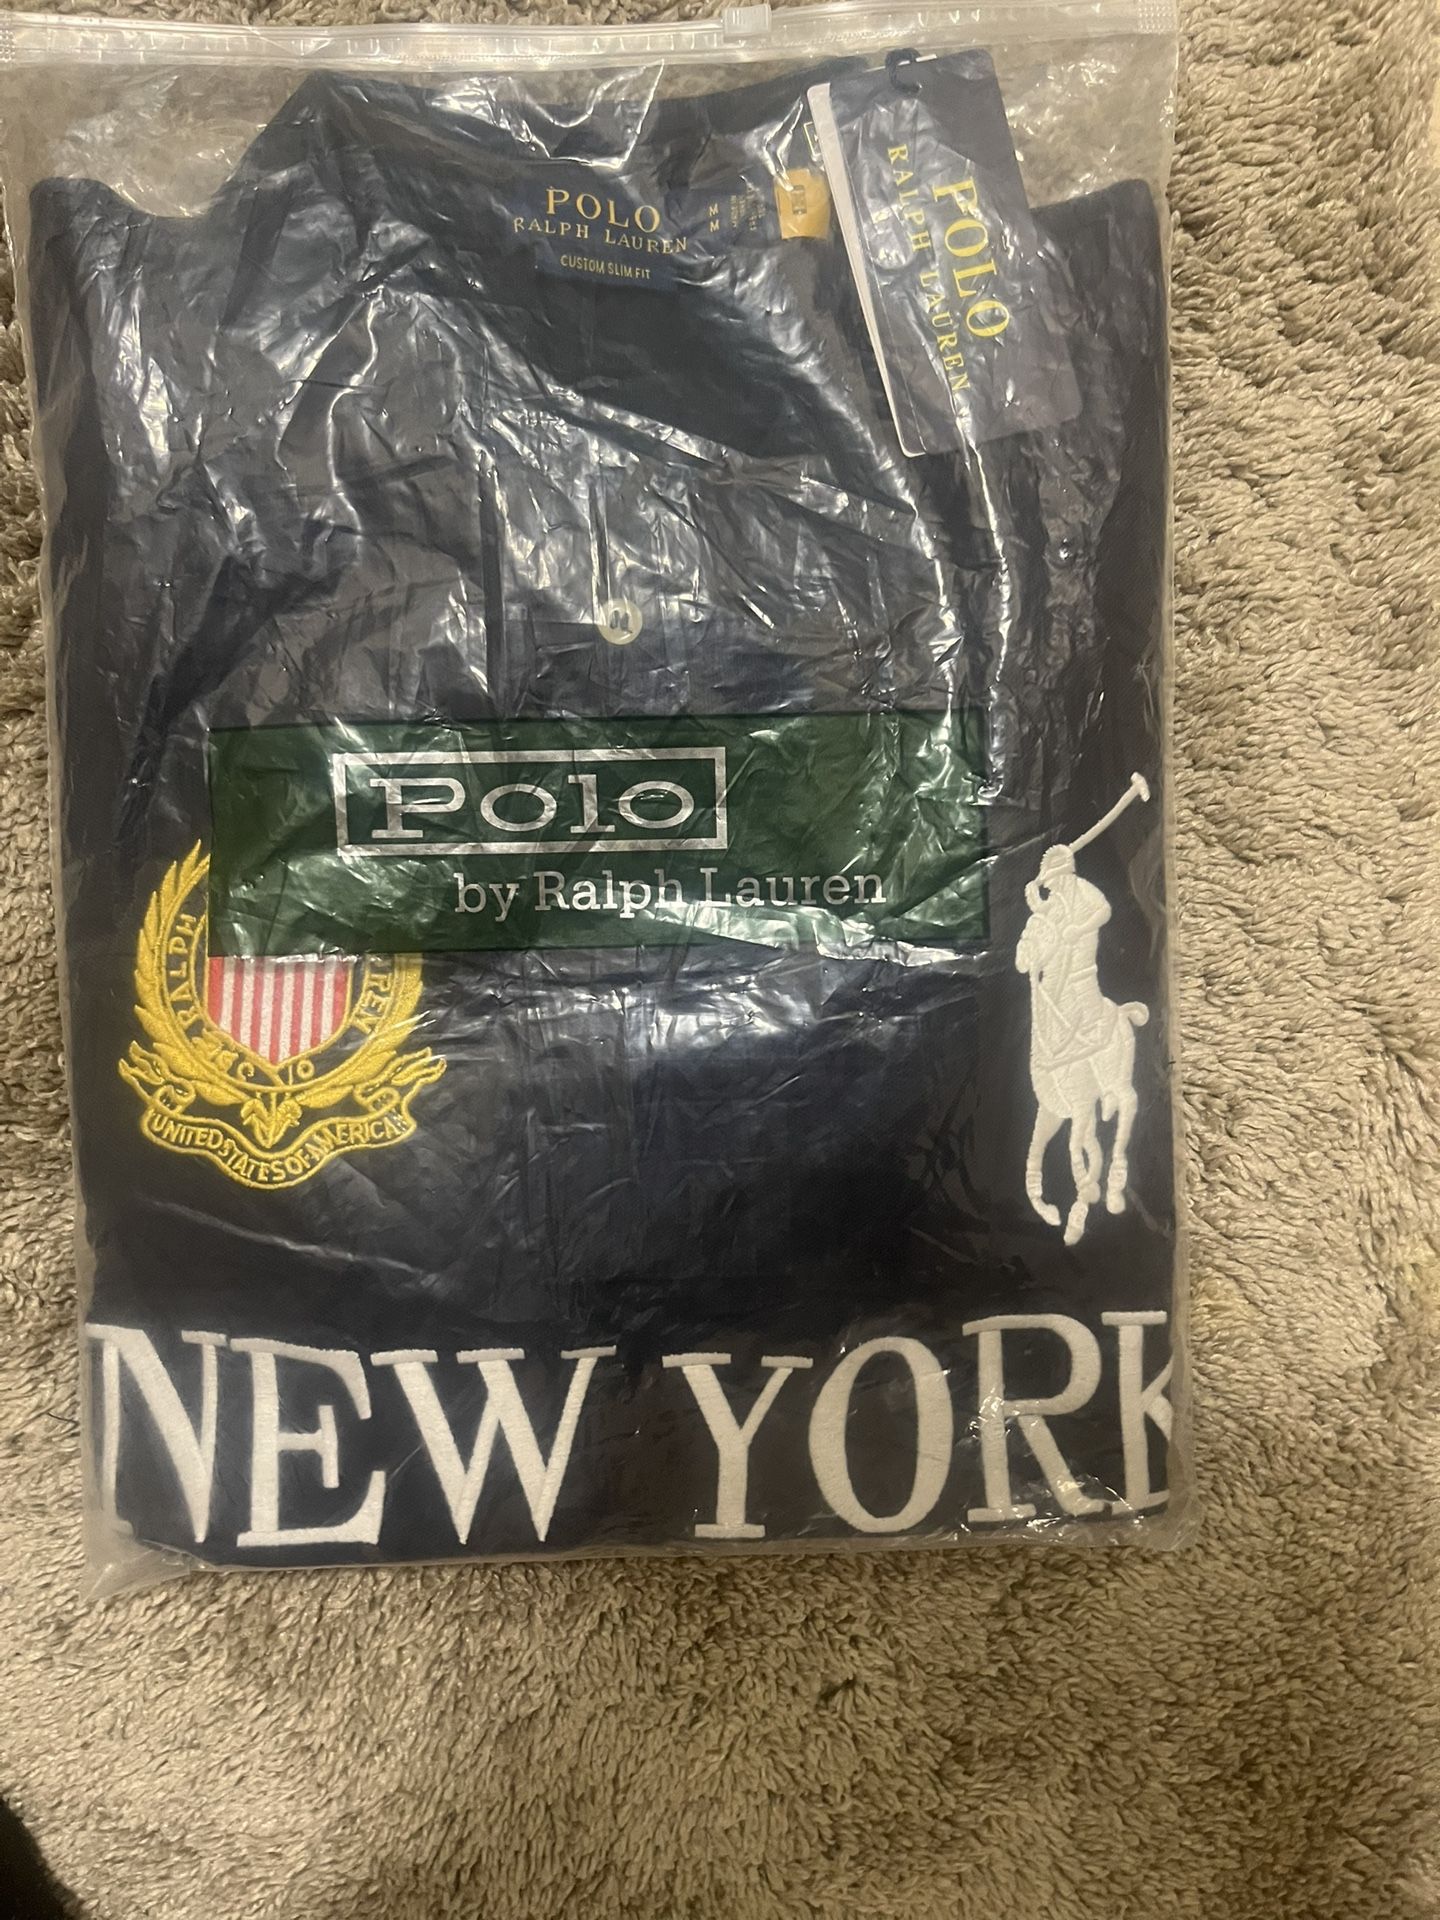 POLO
RALPH LAUREN
CUSTOM SLIM FIT
M
M
POLO
RALPH LAUREN
Polo
by Ralph Lauren
RALPH
REN
UNITED STATES OF AMERICA
NEW YORK